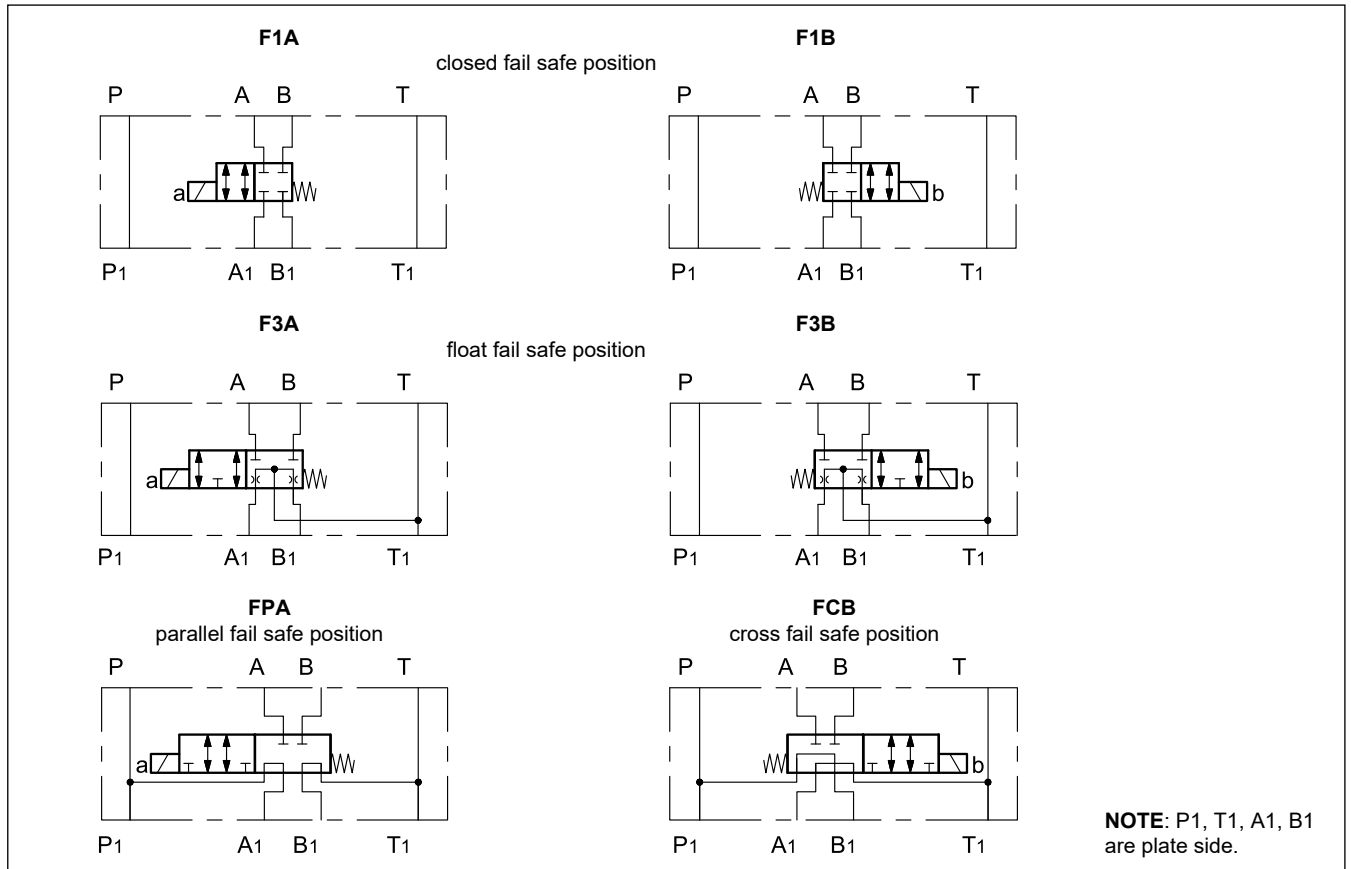 F1A F1B
closed fail safe position
P A B T P A B T
a b
P1 A1 B1 T1 P1 A1 B1 T1
F3A F3B
float fail safe position
P A B T P A B T
a b
P1 A1 B1 T1 P1 A1 B1 T1
FPA FCB
parallel fail safe position cross fail safe position
P A B T P A B T
a b
P1 A1 B1 T1 P1 A1 B1 T1
NOTE: P1, T1, A1, B1
are plate side.